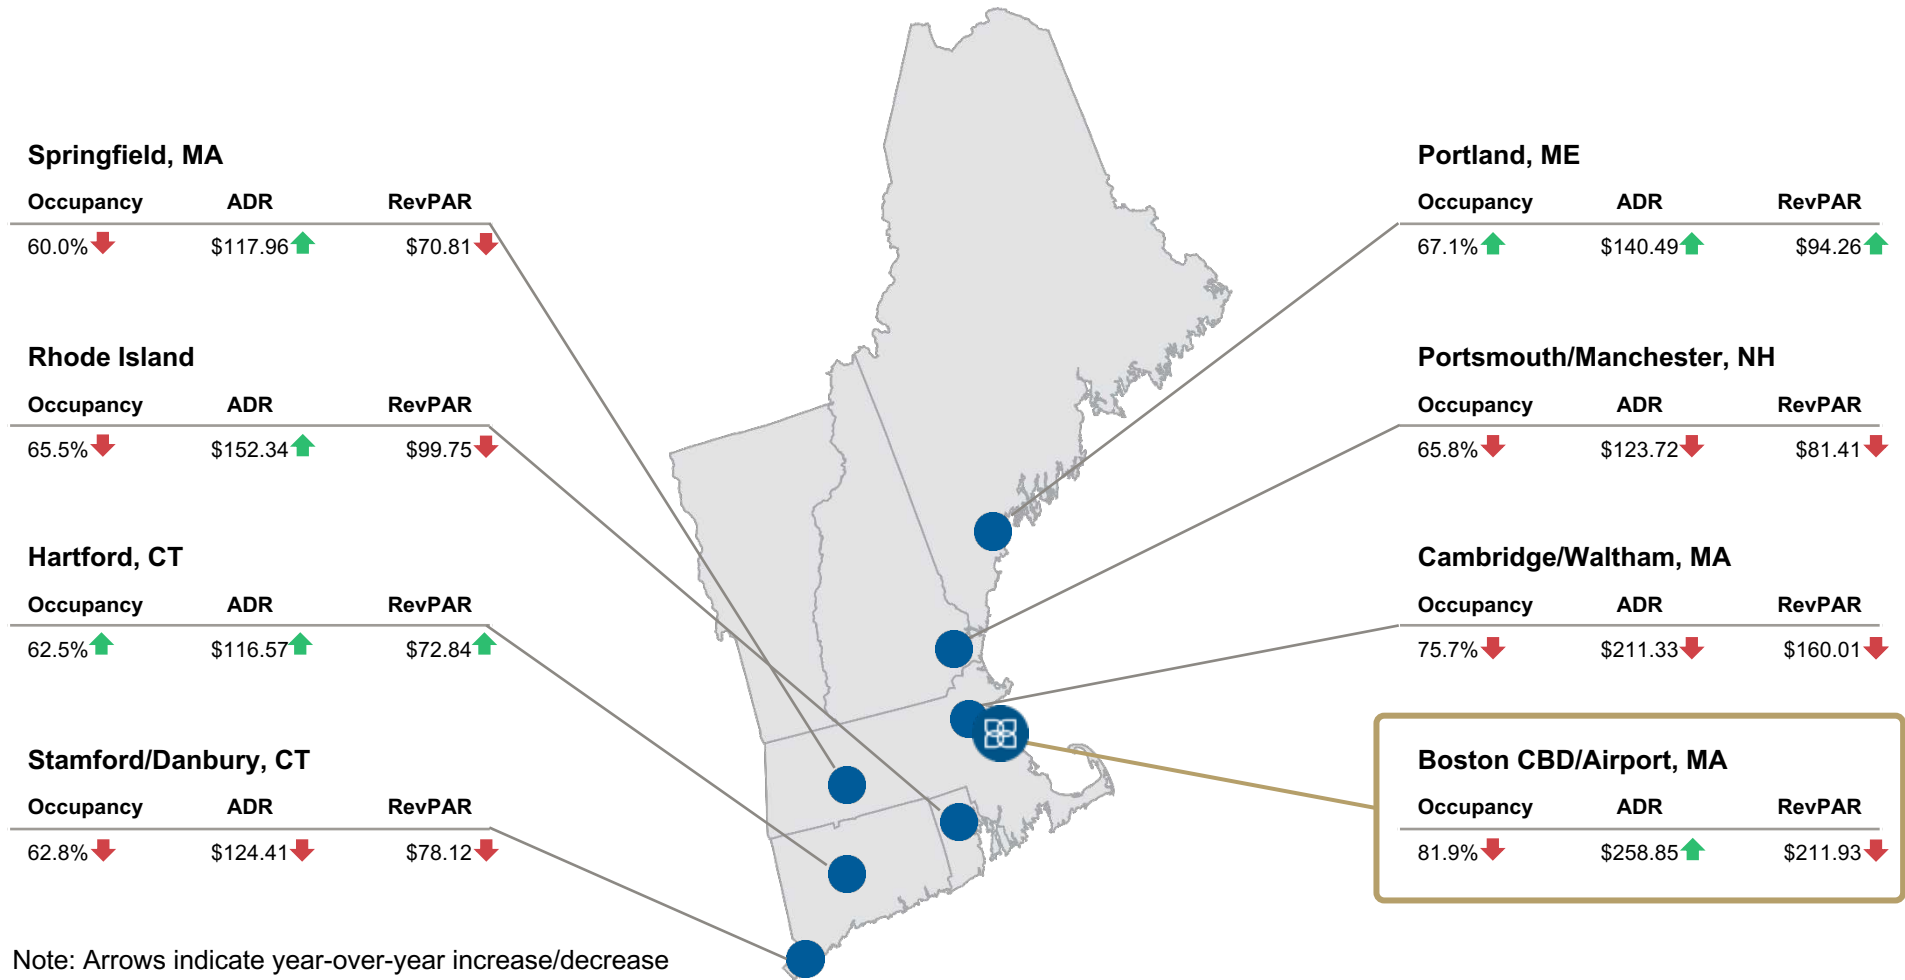 Springfield, MA
Occupancy ADR RevPAR
60.0% $117.96 $70.81
Rhode Island
Occupancy ADR RevPAR
65.5% $152.34 $99.75
Hartford, CT
Occupancy ADR RevPAR
62.5% $116.57 $72.84
Stamford/Danbury, CT
Occupancy ADR RevPAR
62.8% $124.41 $78.12
Portland, ME
Occupancy ADR RevPAR
67.1% $140.49 $94.26
Portsmouth/Manchester, NH
Occupancy ADR RevPAR
65.8% $123.72 $81.41
Cambridge/Waltham, MA
Occupancy ADR RevPAR
75.7% $211.33 $160.01
Boston CBD/Airport, MA
Occupancy ADR RevPAR
81.9% $258.85 $211.93
Note: Arrows indicate year-over-year increase/decrease